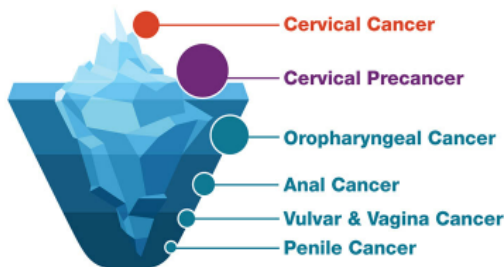 Cervical Cancer
Cervical Precancer
Oropharyngeal Cancer
Anal Cancer
Vulvar & Vagina Cancer
Penile Cancer